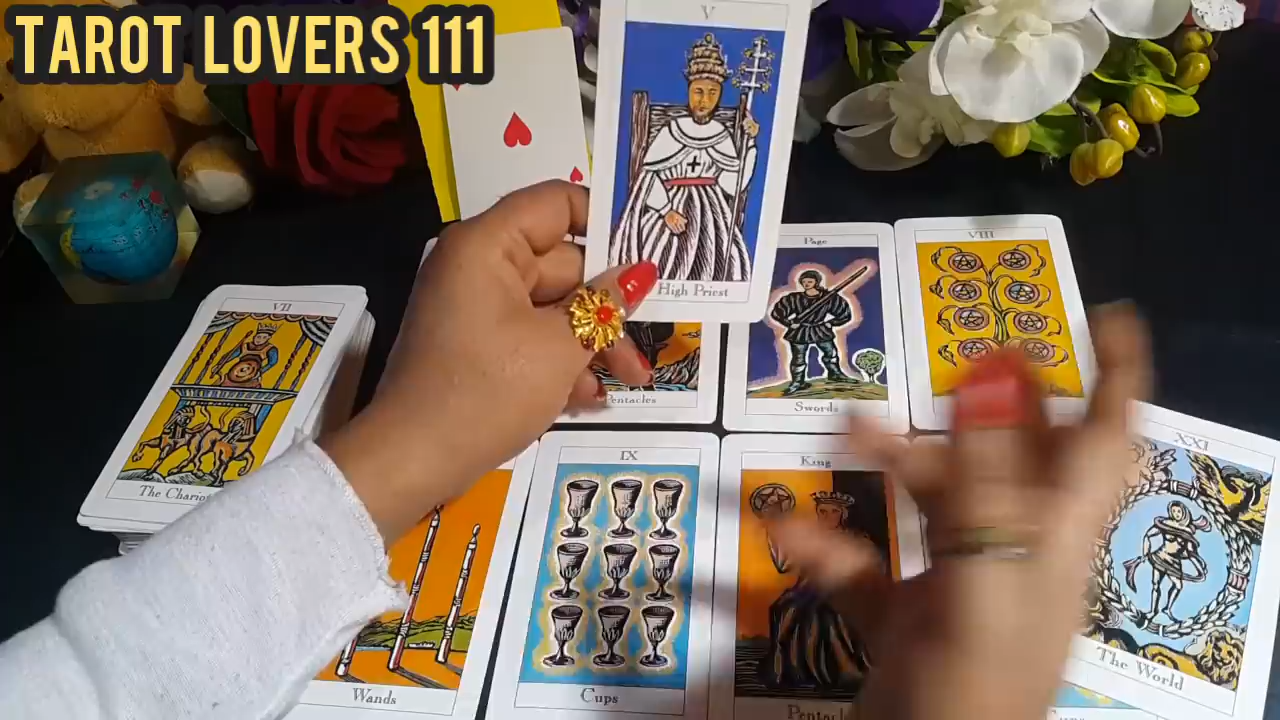 TAROT LOVERS 111
V
High Priest
Page
Swords
VIII
Pentacles
VII
The Chariot
Wands
IX
Cups
King
Pentacl
XXI
The World